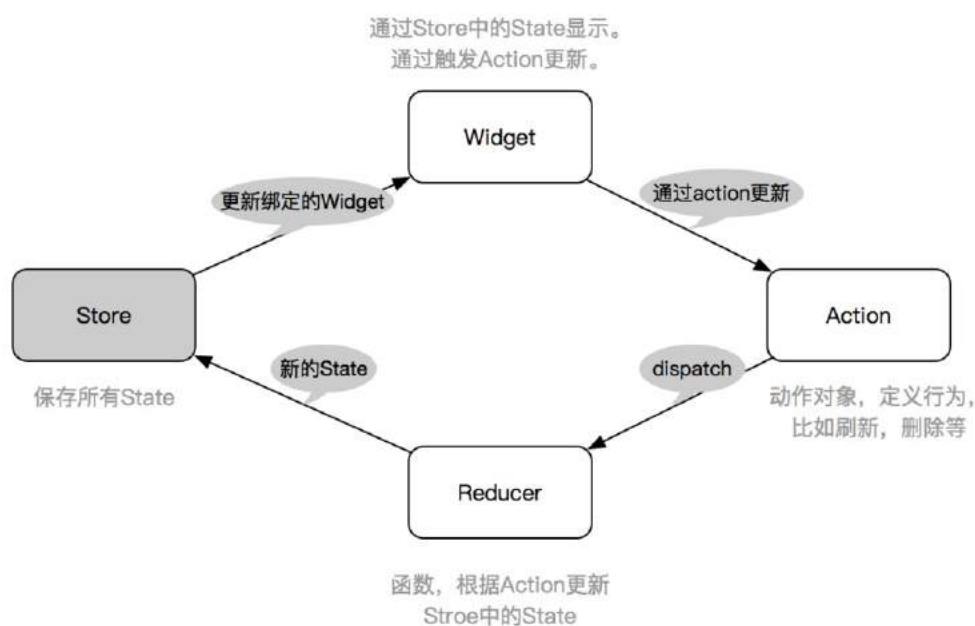 通过Store中的State显示。
通过触发Action更新。
Widget
更新绑定的Widget
通过action更新
Store
Action
新的State
dispatch
保存所有State
动作对象，定义行为，
比如刷新，删除等
Reducer
函数，根据Action更新
Stroe中的State